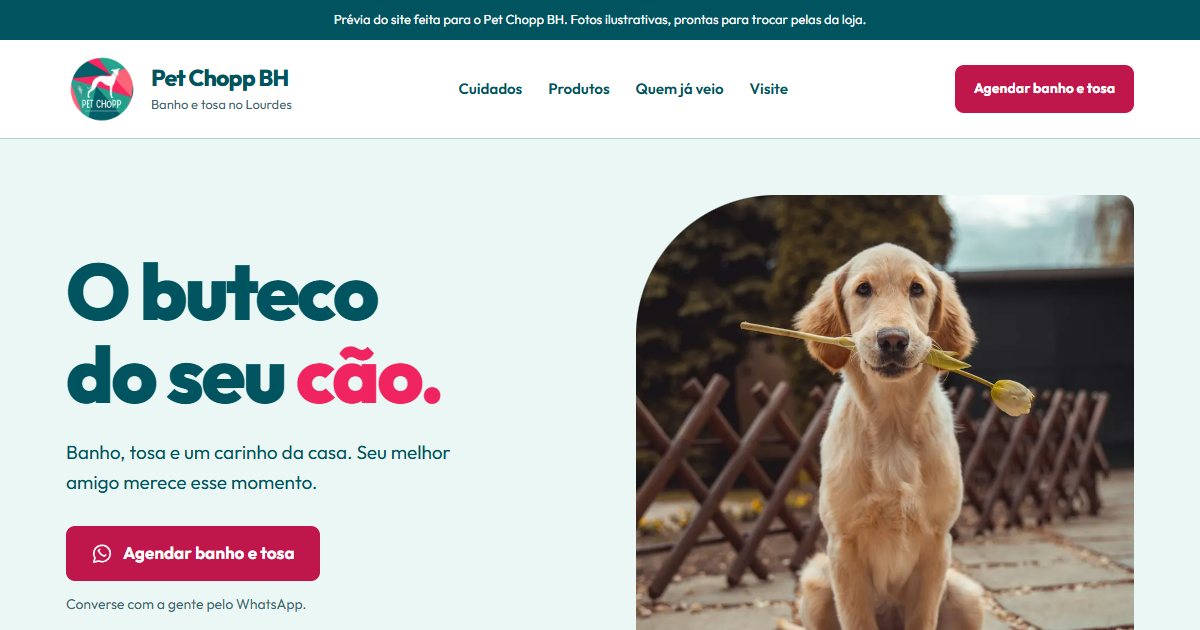 Prévia do site feita para o Pet Chopp BH. Fotos ilustrativas, prontas para trocar pelas da loja.
PET CHOPP
Pet Chopp BH
Banho e tosa no Lourdes
Cuidados
Produtos
Quem já veio
Visite
Agendar banho e tosa
O buteco
do seu cão.
Banho, tosa e um carinho da casa. Seu melhor
amigo merece esse momento.
Agendar banho e tosa
Converse com a gente pelo WhatsApp.